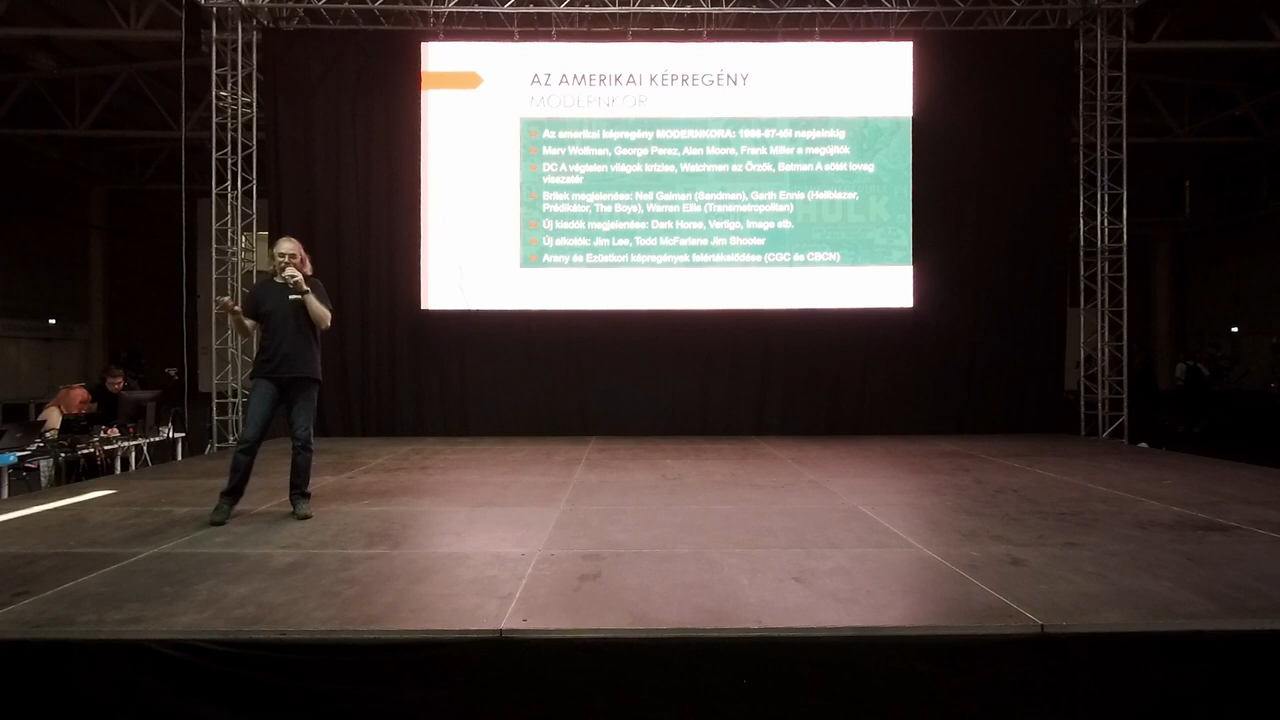 AZ AMERIKAI KÉPREGÉNY
MODERNKOR
Az amerikai képregény MODERNKORA: 1986-87-től napjainkig
Marv Wolfman, George Perez, Alan Moore, Frank Miller a megújítók
DC A végtelen világok krízise, Watchmen az Őrzők, Batman A sötét lovag
visszatér
Britek megjelenése: Neil Gaiman (Sandman), Garth Ennis (Hellblazer,
Prédikátor, The Boys), Warren Ellis (Transmetropolitan)
Új kiadók megjelenése: Dark Horse, Vertigo, Image stb.
Új alkotók: Jim Lee, Todd McFarlane Jim Shooter
Arany és Ezüstkori képregények felértékelődése (CGC és CBCN)
HULK